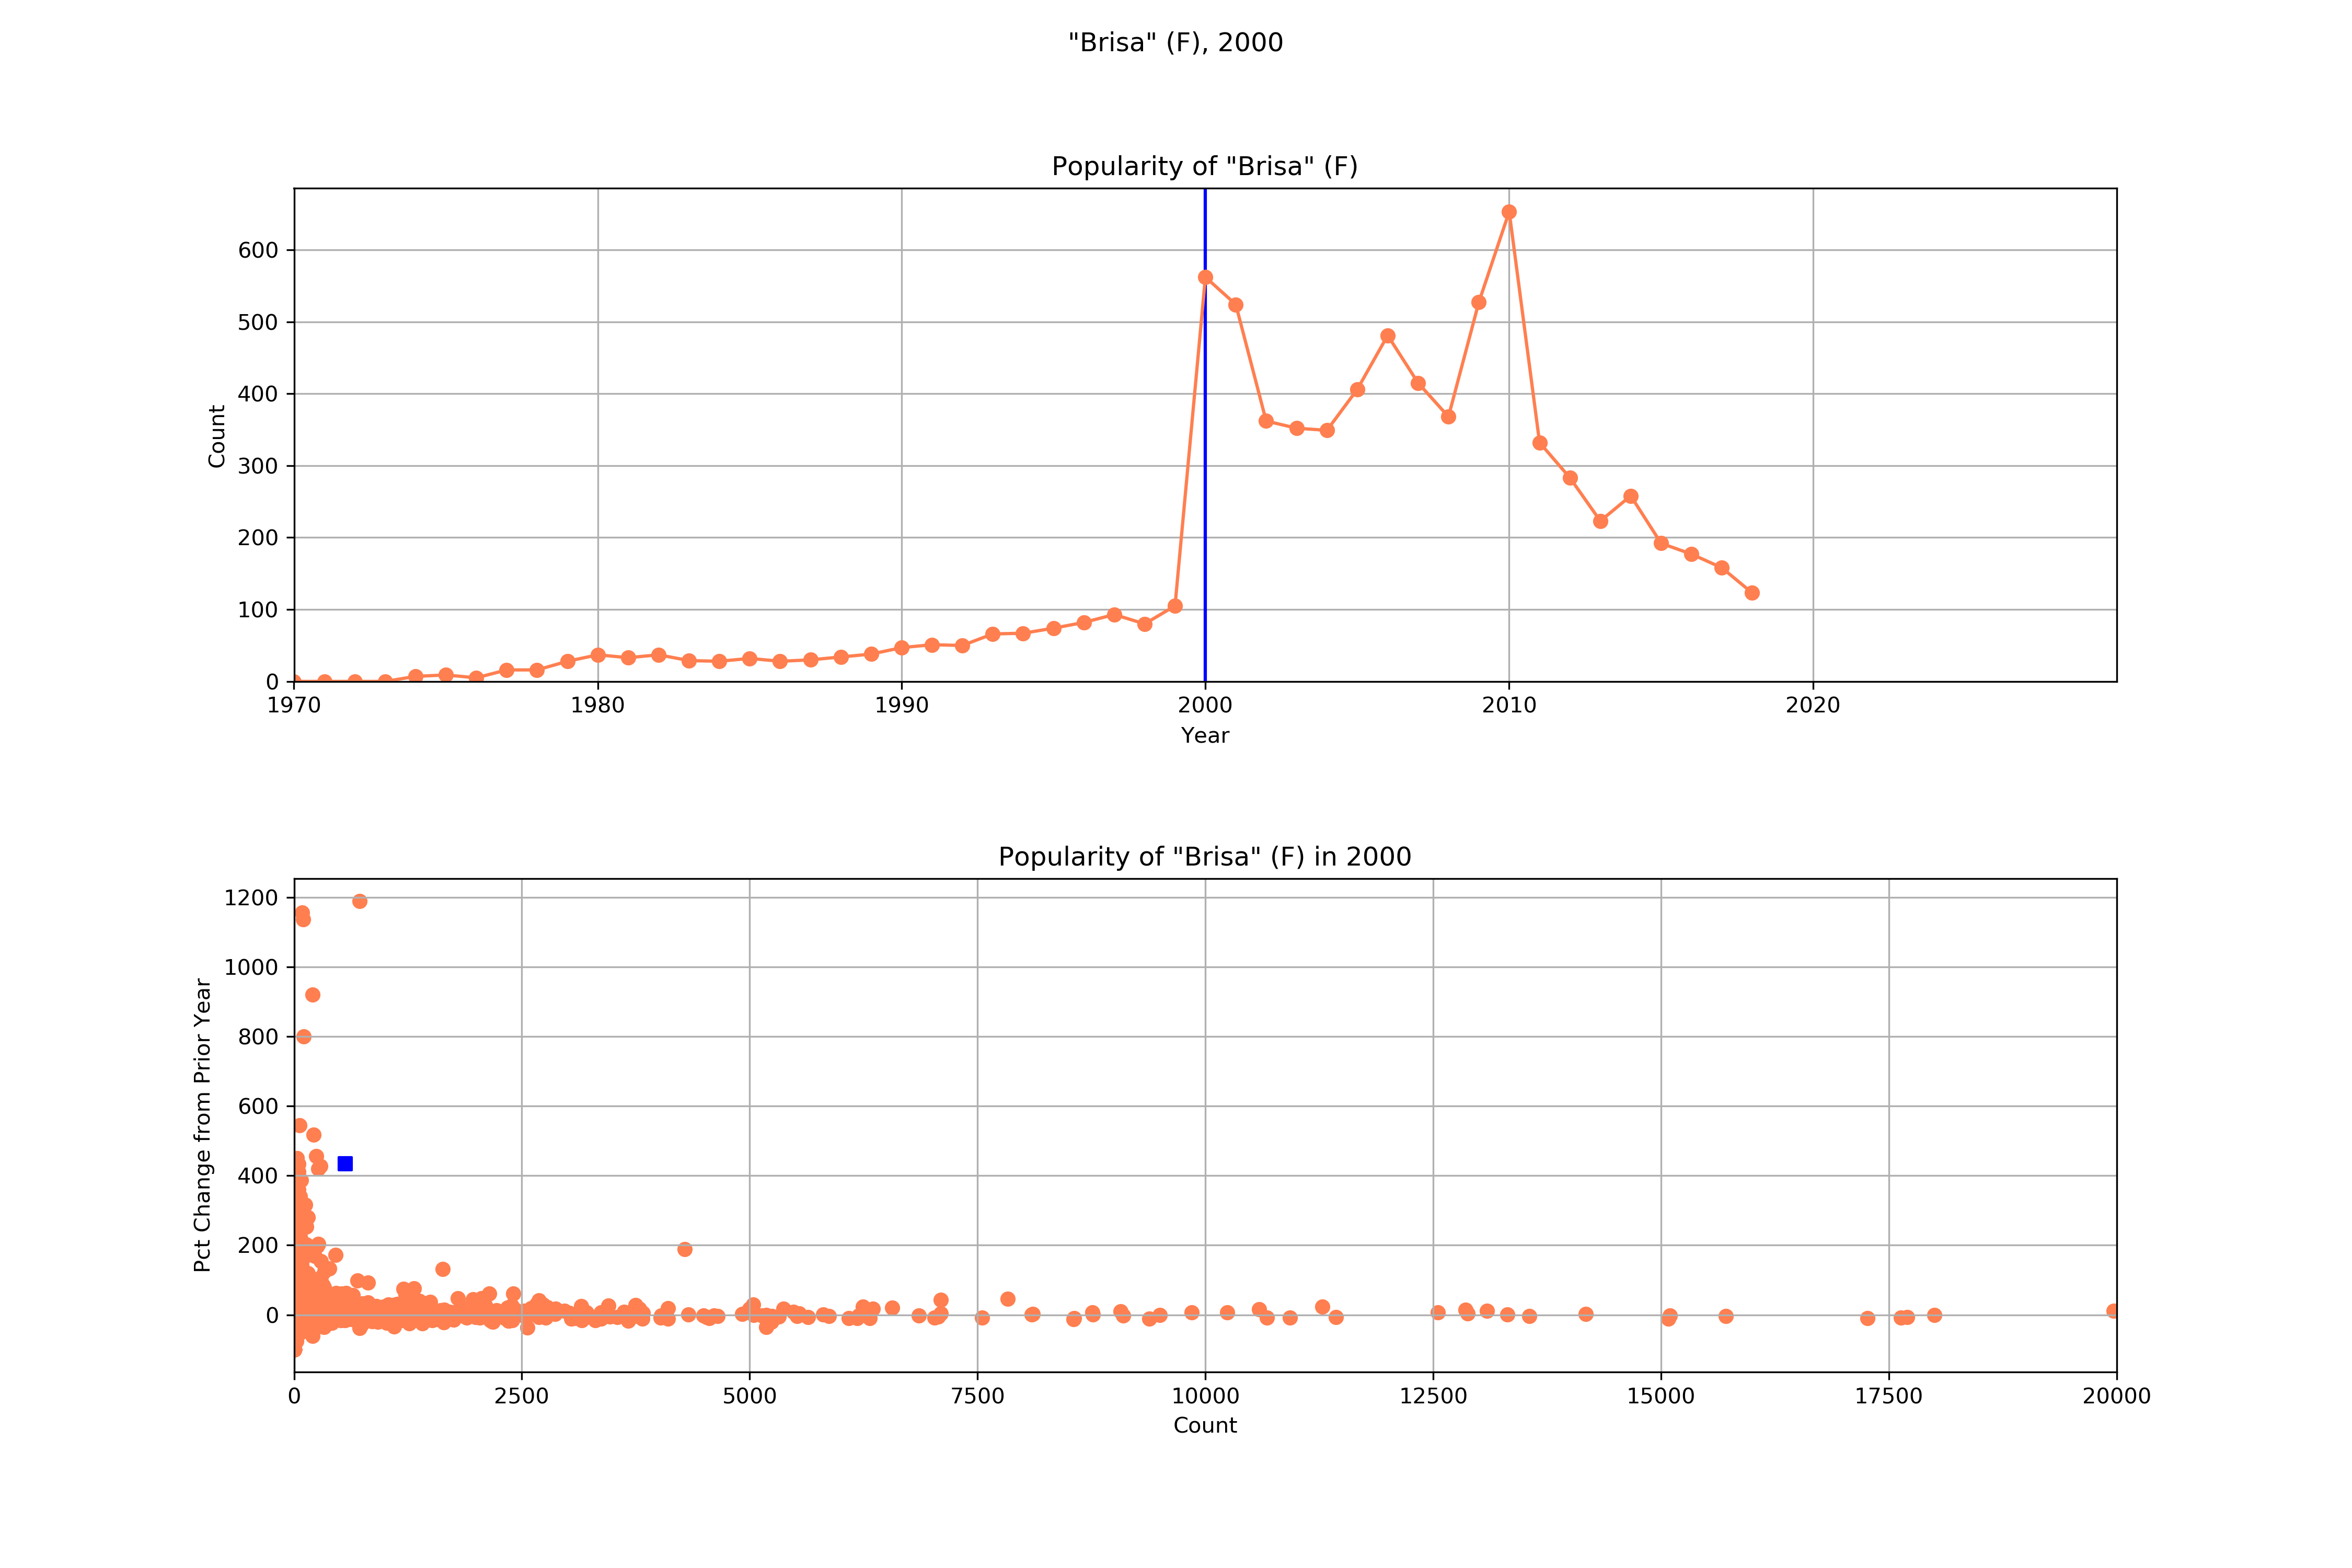 "Brisa" (F), 2000
Popularity of "Brisa" (F)
600
500
400
300
200
100
0
Count
1970 1980 1990 2000 2010 2020
Year
Popularity of "Brisa" (F) in 2000
1200
1000
800
600
400
200
0
Pct Change from Prior Year
0 2500 5000 7500 10000 12500 15000 17500 20000
Count